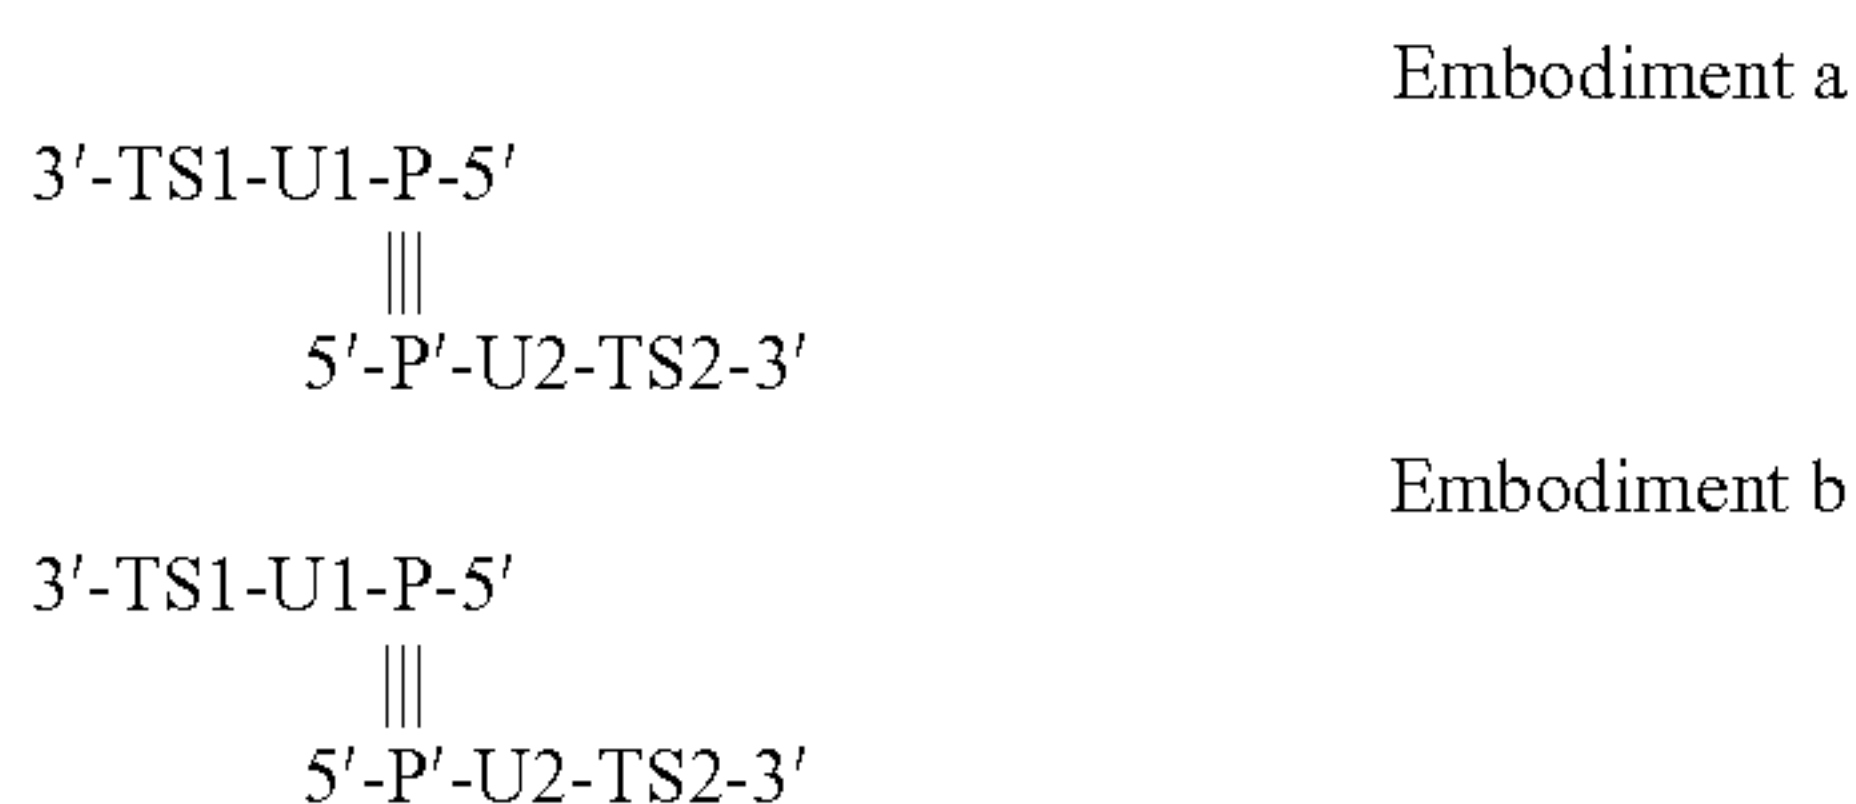 Embodiment a
3′-TS1-U1-P-5′
|||
5′-P′-U2-TS2-3′
Embodiment b
3′-TS1-U1-P-5′
|||
5′-P′-U2-TS2-3′